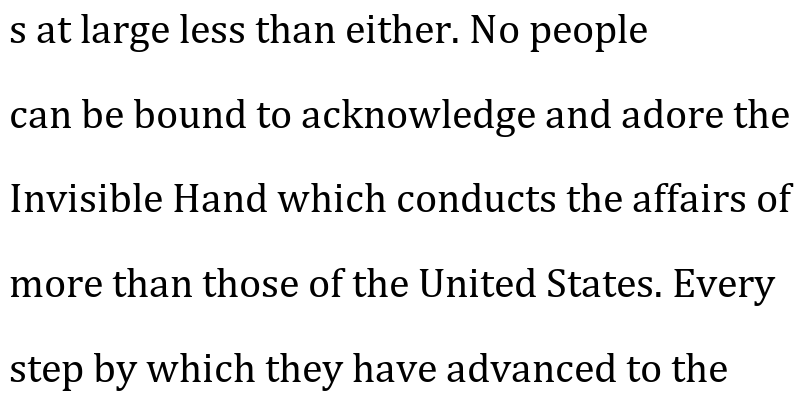 s at large less than either. No people
can be bound to acknowledge and adore the
Invisible Hand which conducts the affairs of
more than those of the United States. Every
step by which they have advanced to the